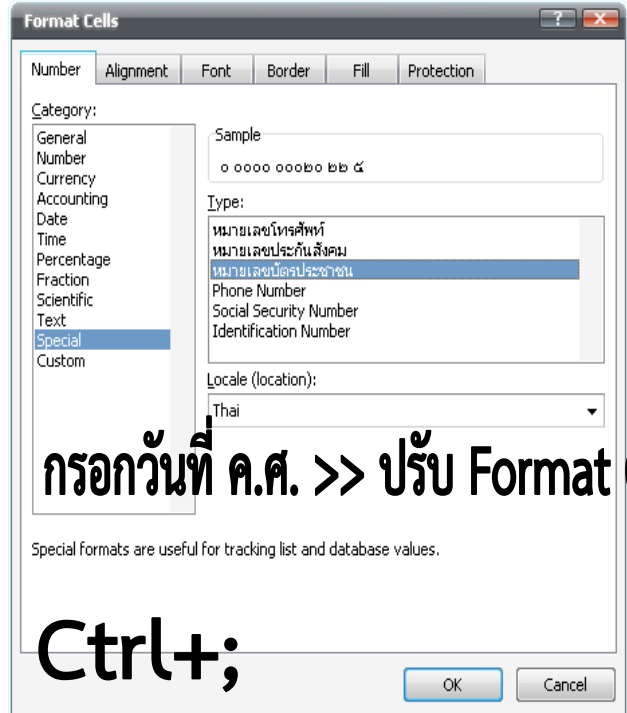 Format Cells
Number Alignment Font Border Fill Protection
Category:
General
Number
Currency
Accounting
Date
Time
Percentage
Fraction
Scientific
Text
Special
Custom
Sample
๐ ๐๐๐๐ ๐๐๐๒๐ ๒๒ ๕
Type:
หมายเลขโทรศัพท์
หมายเลขประกันสังคม
หมายเลขบัตรประชาชน
Phone Number
Social Security Number
Identification Number
Locale (location):
Thai
กรอกวันที่ ค.ศ. >> ปรับ Format
Special formats are useful for tracking list and database values.
Ctrl+;
OK Cancel